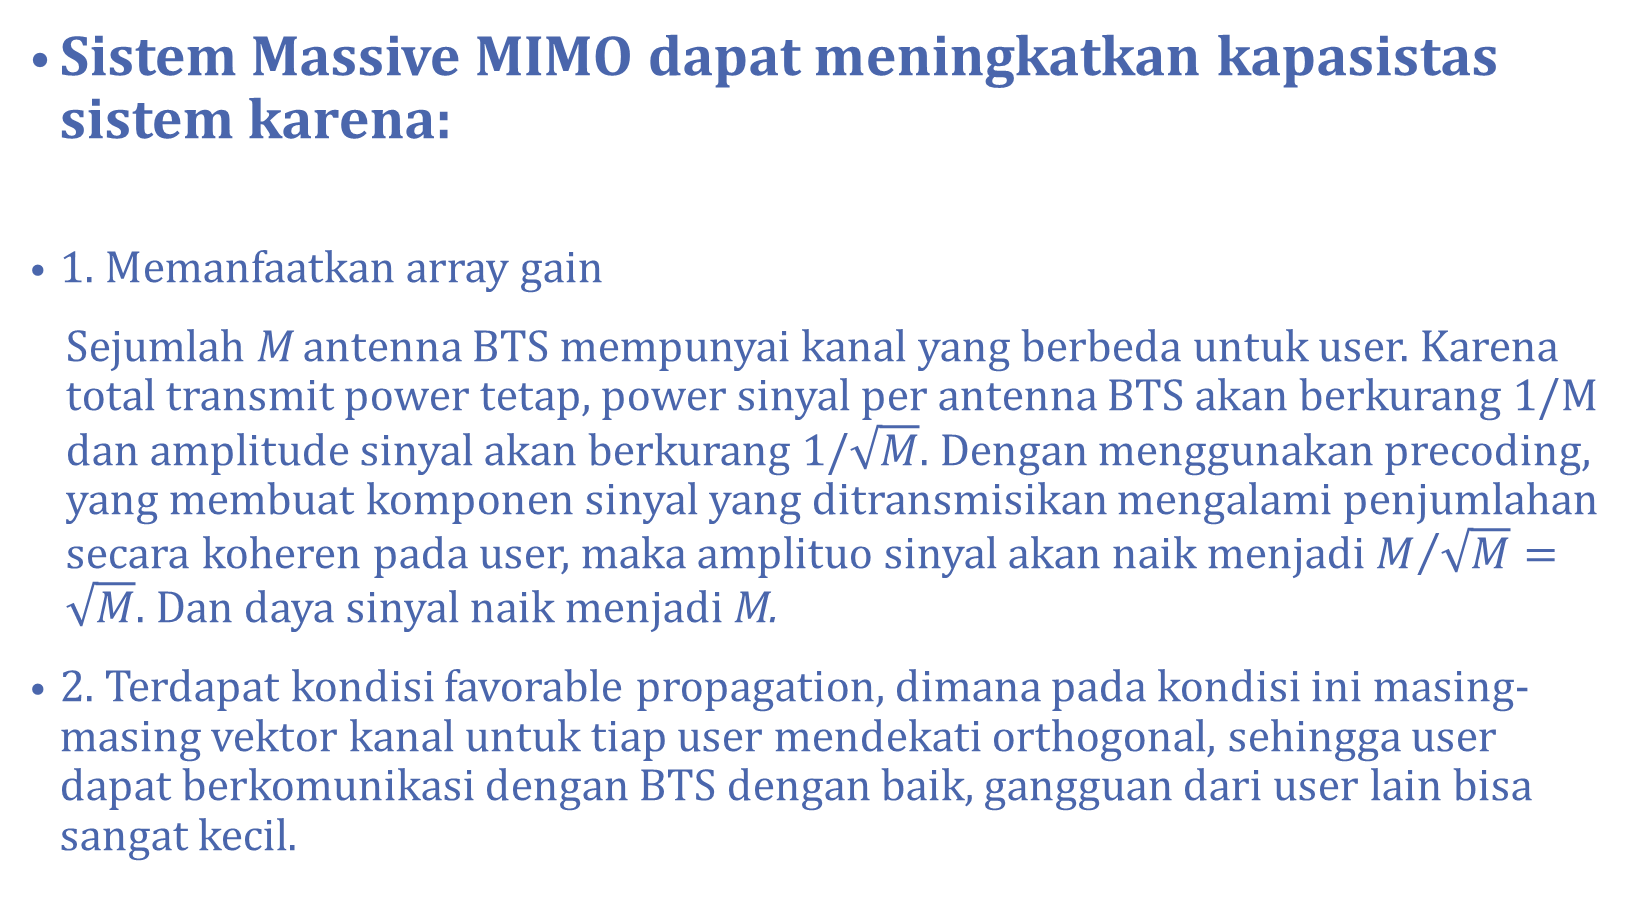 • Sistem Massive MIMO dapat meningkatkan kapasistas
sistem karena:
• 1. Memanfaatkan array gain
Sejumlah M antenna BTS mempunyai kanal yang berbeda untuk user. Karena
total transmit power tetap, power sinyal per antenna BTS akan berkurang 1/M
dan amplitude sinyal akan berkurang 1/√M. Dengan menggunakan precoding,
yang membuat komponen sinyal yang ditransmisikan mengalami penjumlahan
secara koheren pada user, maka amplituo sinyal akan naik menjadi M/√M =
√M. Dan daya sinyal naik menjadi M.
• 2. Terdapat kondisi favorable propagation, dimana pada kondisi ini masing-
masing vektor kanal untuk tiap user mendekati orthogonal, sehingga user
dapat berkomunikasi dengan BTS dengan baik, gangguan dari user lain bisa
sangat kecil.